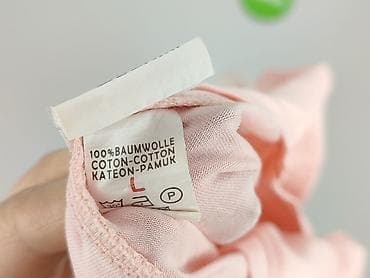 100% BAUMWOLLE
COTON-COTTON
KATEON-PAMUK
L
P